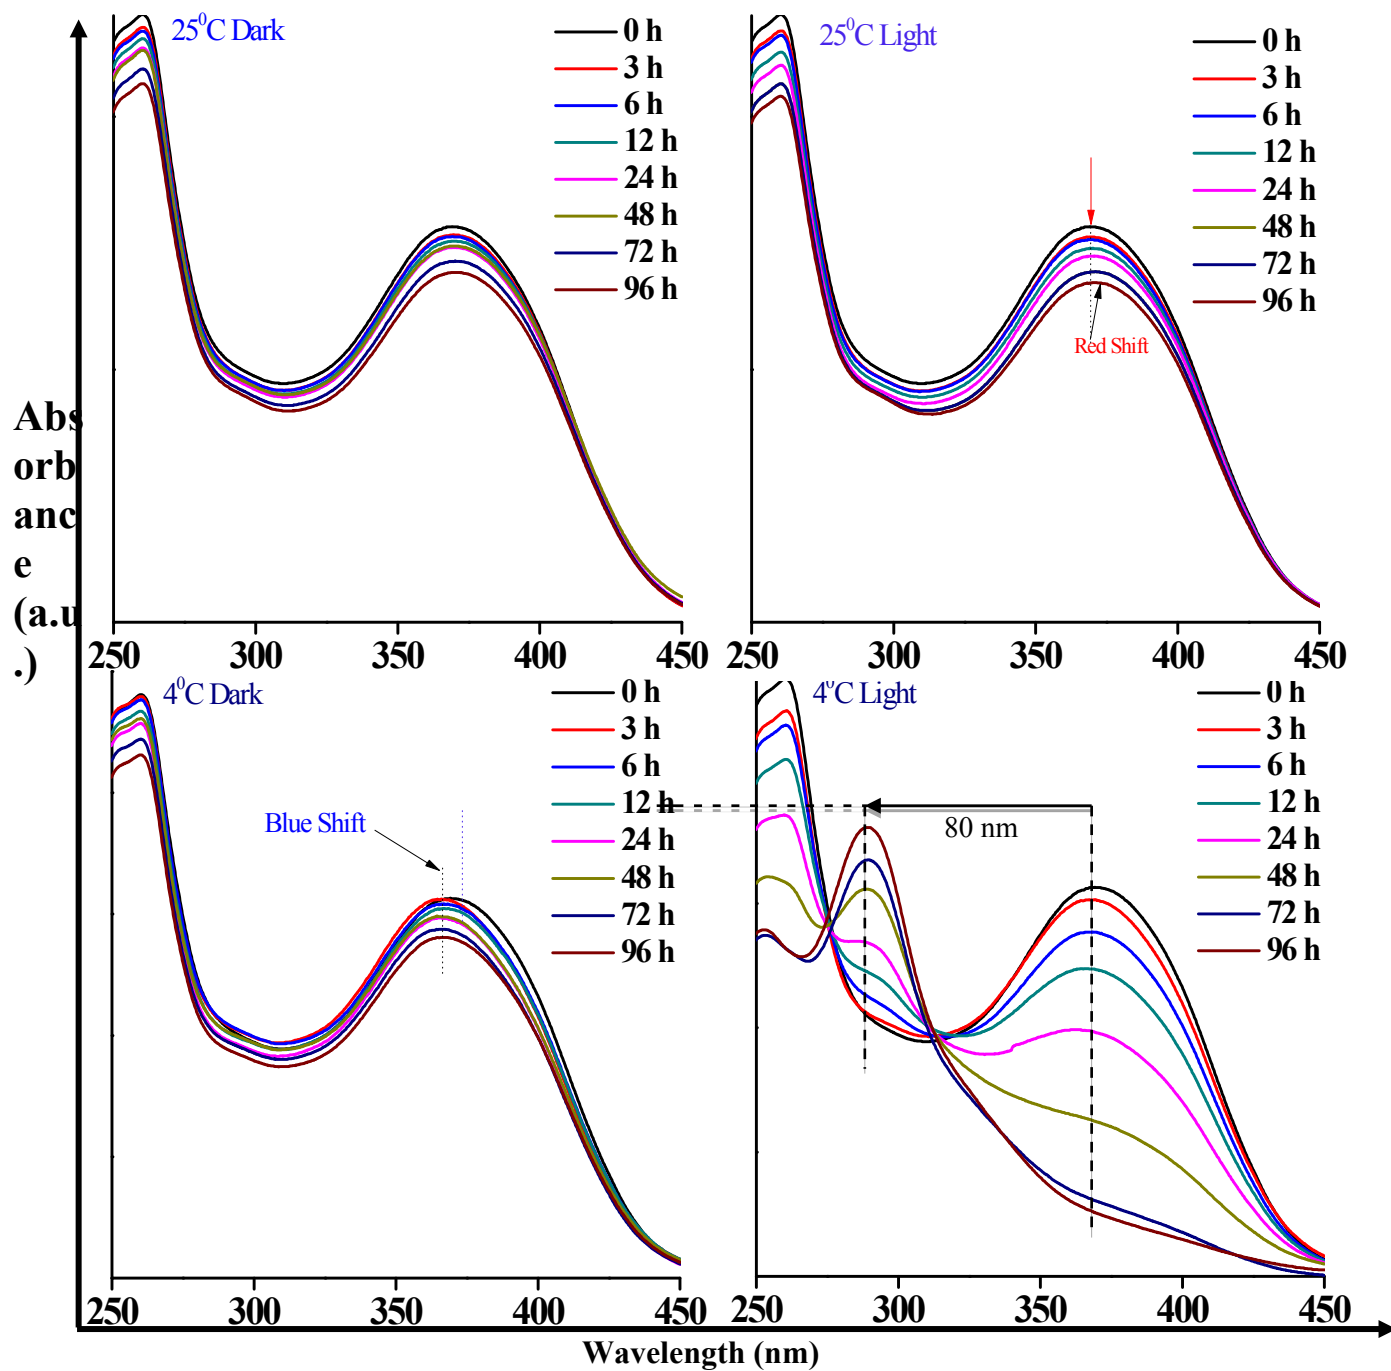 25⁰C Dark
0 h
3 h
6 h
12 h
24 h
48 h
72 h
96 h
250
300
350
400
450
25⁰C Light
0 h
3 h
6 h
12 h
24 h
48 h
72 h
96 h
Red Shift
250
300
350
400
450
Abs
orb
anc
e
(a.u
.)
4⁰C Dark
0 h
3 h
6 h
12 h
24 h
48 h
72 h
96 h
Blue Shift
250
300
350
400
450
4⁰C Light
0 h
3 h
6 h
12 h
24 h
48 h
72 h
96 h
80 nm
250
300
350
400
450
Wavelength (nm)